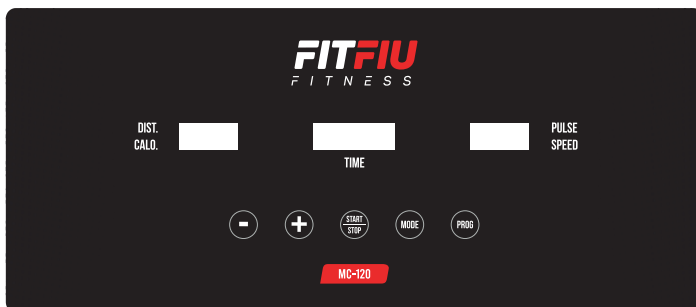 FITFIU
FITNESS
DIST.
CALO.
TIME
PULSE
SPEED
-
+
START
STOP
MODE
PROG
MC-120